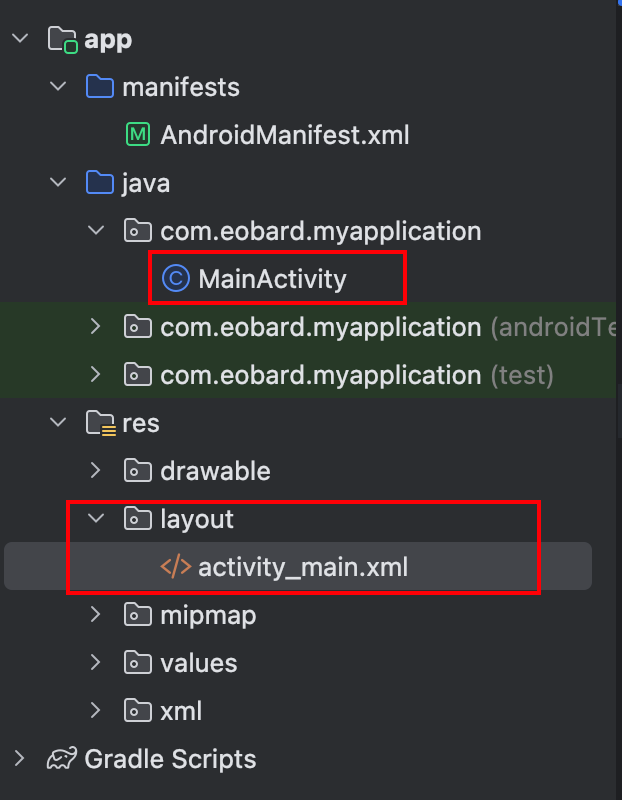 app
manifests
M AndroidManifest.xml
java
com.eobard.myapplication
C MainActivity
com.eobard.myapplication (androidTe
com.eobard.myapplication (test)
res
drawable
layout
</> activity_main.xml
mipmap
values
xml
Gradle Scripts